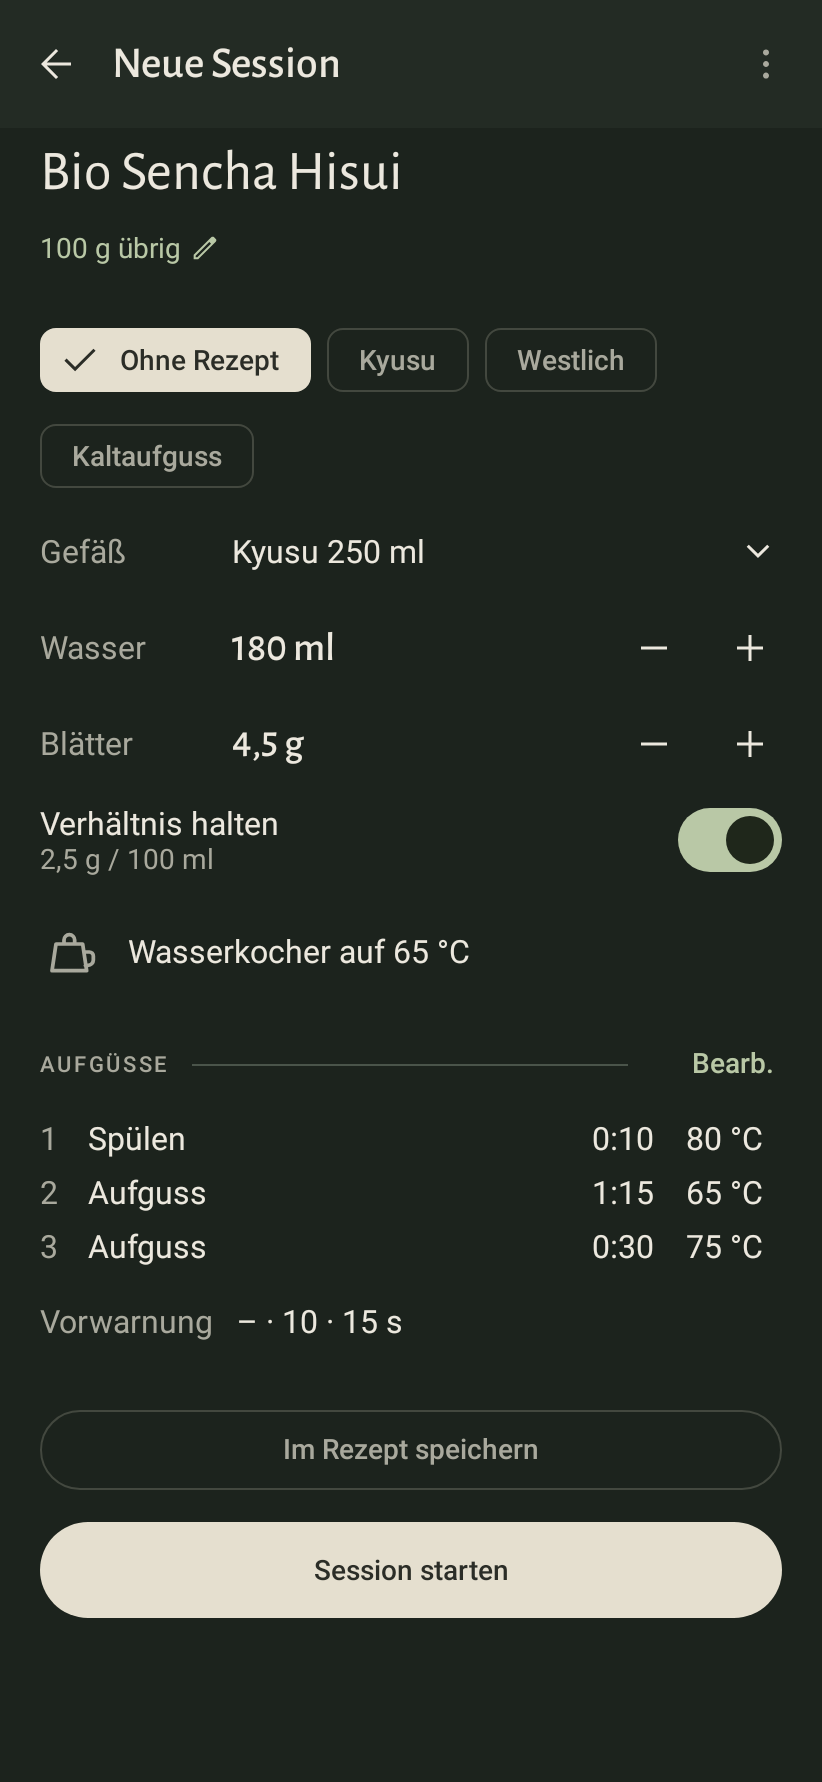 Neue Session
Bio Sencha Hisui
100 g übrig
Ohne Rezept Kyusu Westlich
Kaltaufguss
Gefäß Kyusu 250 ml
Wasser 180 ml − +
Blätter 4,5 g − +
Verhältnis halten
2,5 g / 100 ml
Wasserkocher auf 65 °C
AUFGÜSSE Bearb.
1 Spülen 0:10 80 °C
2 Aufguss 1:15 65 °C
3 Aufguss 0:30 75 °C
Vorwarnung – · 10 · 15 s
Im Rezept speichern
Session starten